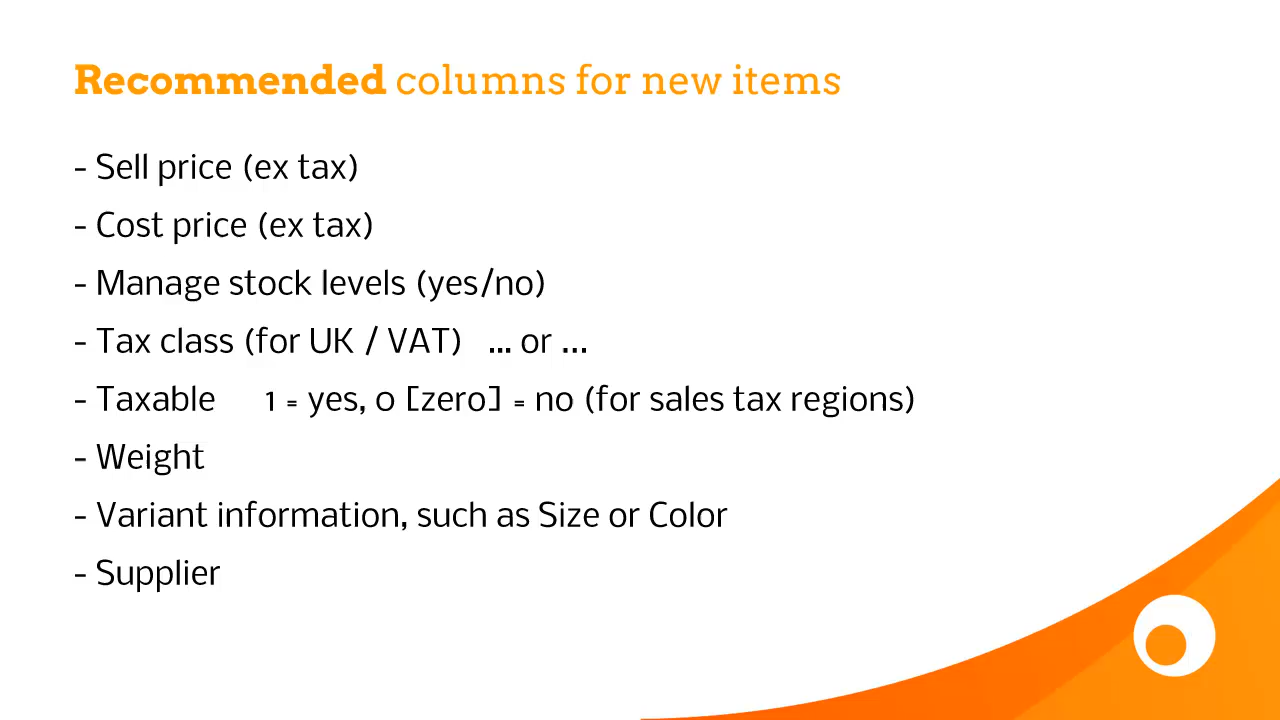 Recommended columns for new items
- Sell price (ex tax)
- Cost price (ex tax)
- Manage stock levels (yes/no)
- Tax class (for UK / VAT) ... or ...
- Taxable 1 = yes, 0 [zero] = no (for sales tax regions)
- Weight
- Variant information, such as Size or Color
- Supplier